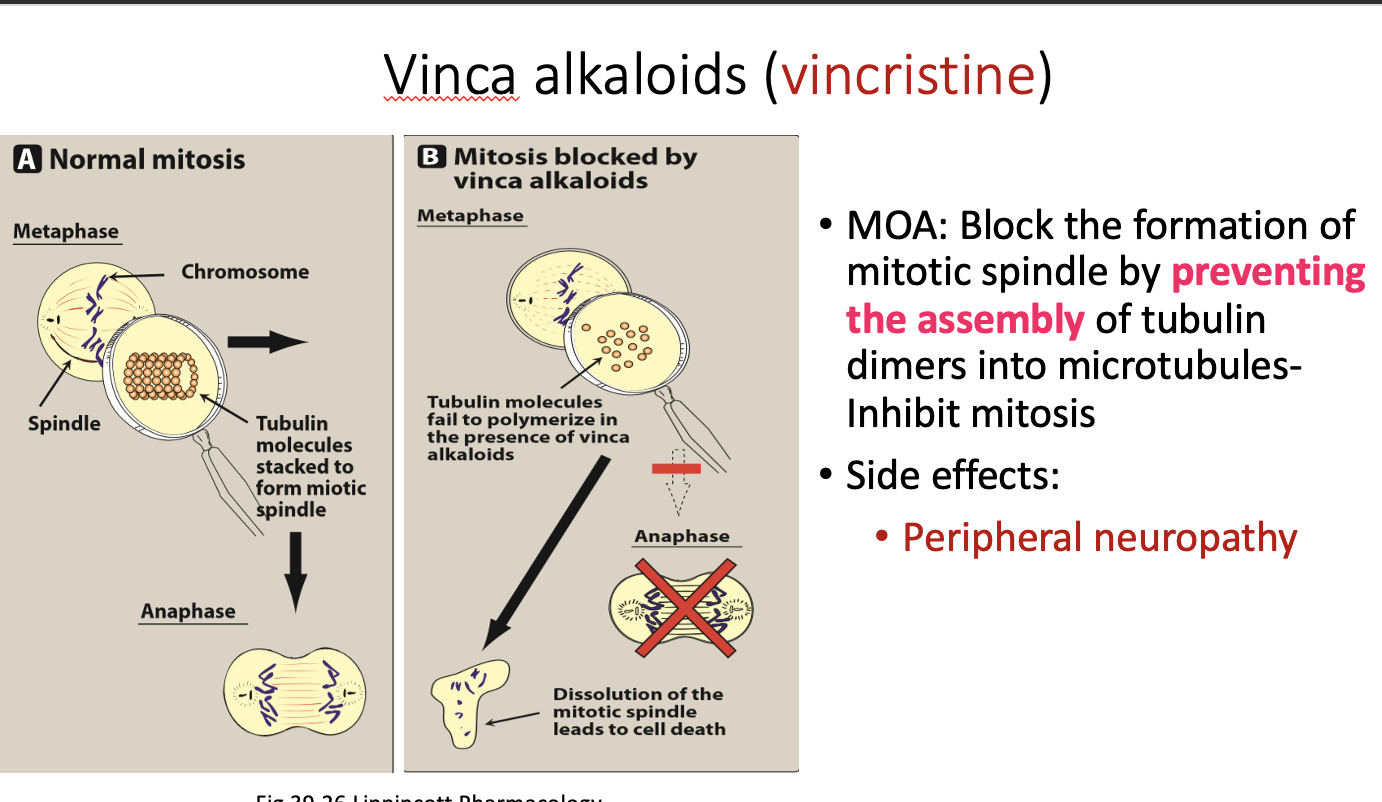 Vinca alkaloids (vincristine)
A Normal mitosis
Metaphase
Chromosome
Spindle
Tubulin
molecules
stacked to
form miotic
spindle
Anaphase
B Mitosis blocked by
vinca alkaloids
Metaphase
Tubulin molecules
fail to polymerize in
the presence of vinca
alkaloids
Anaphase
Dissolution of the
mitotic spindle
leads to cell death
• MOA: Block the formation of
mitotic spindle by preventing
the assembly of tubulin
dimers into microtubules-
Inhibit mitosis
• Side effects:
• Peripheral neuropathy
Fig 39.26 Lippincott Pharmacology